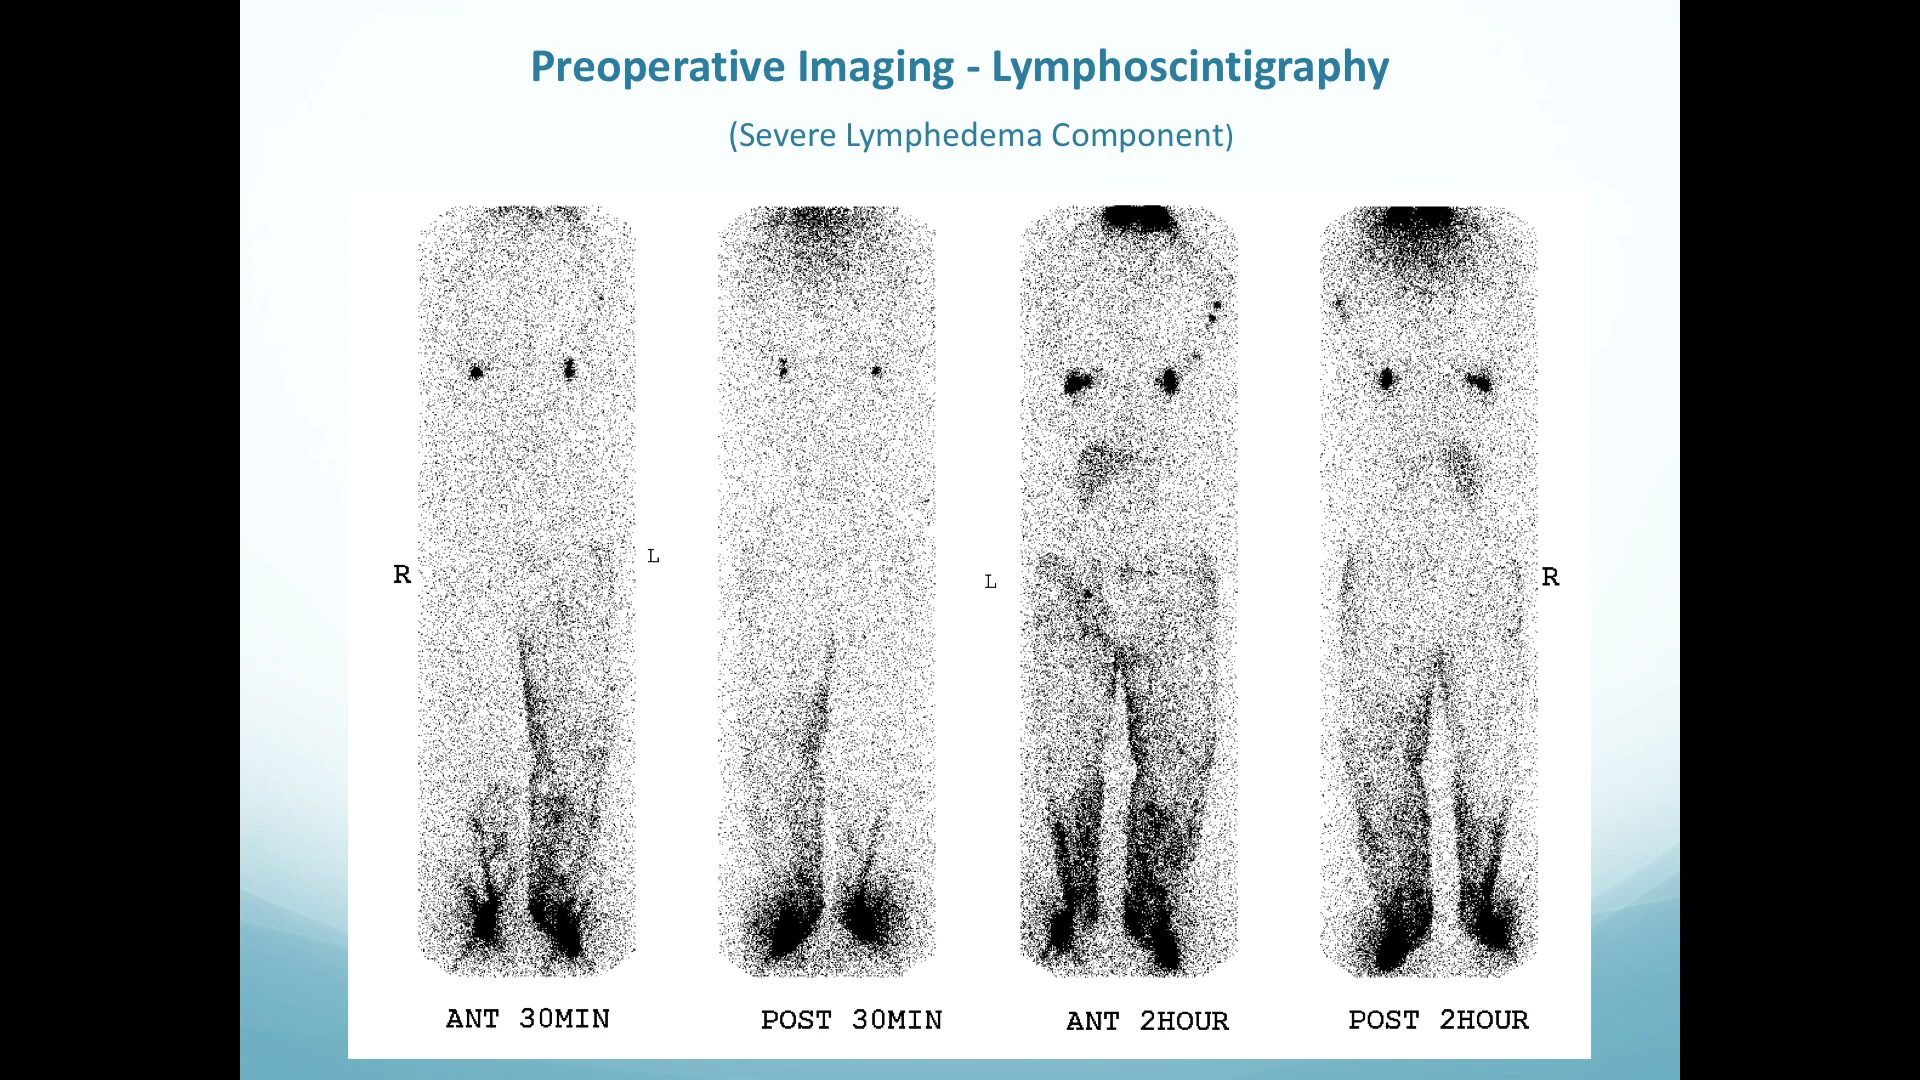 Preoperative Imaging - Lymphoscintigraphy
(Severe Lymphedema Component)
R
L
L
R
ANT 30MIN
POST 30MIN
ANT 2HOUR
POST 2HOUR